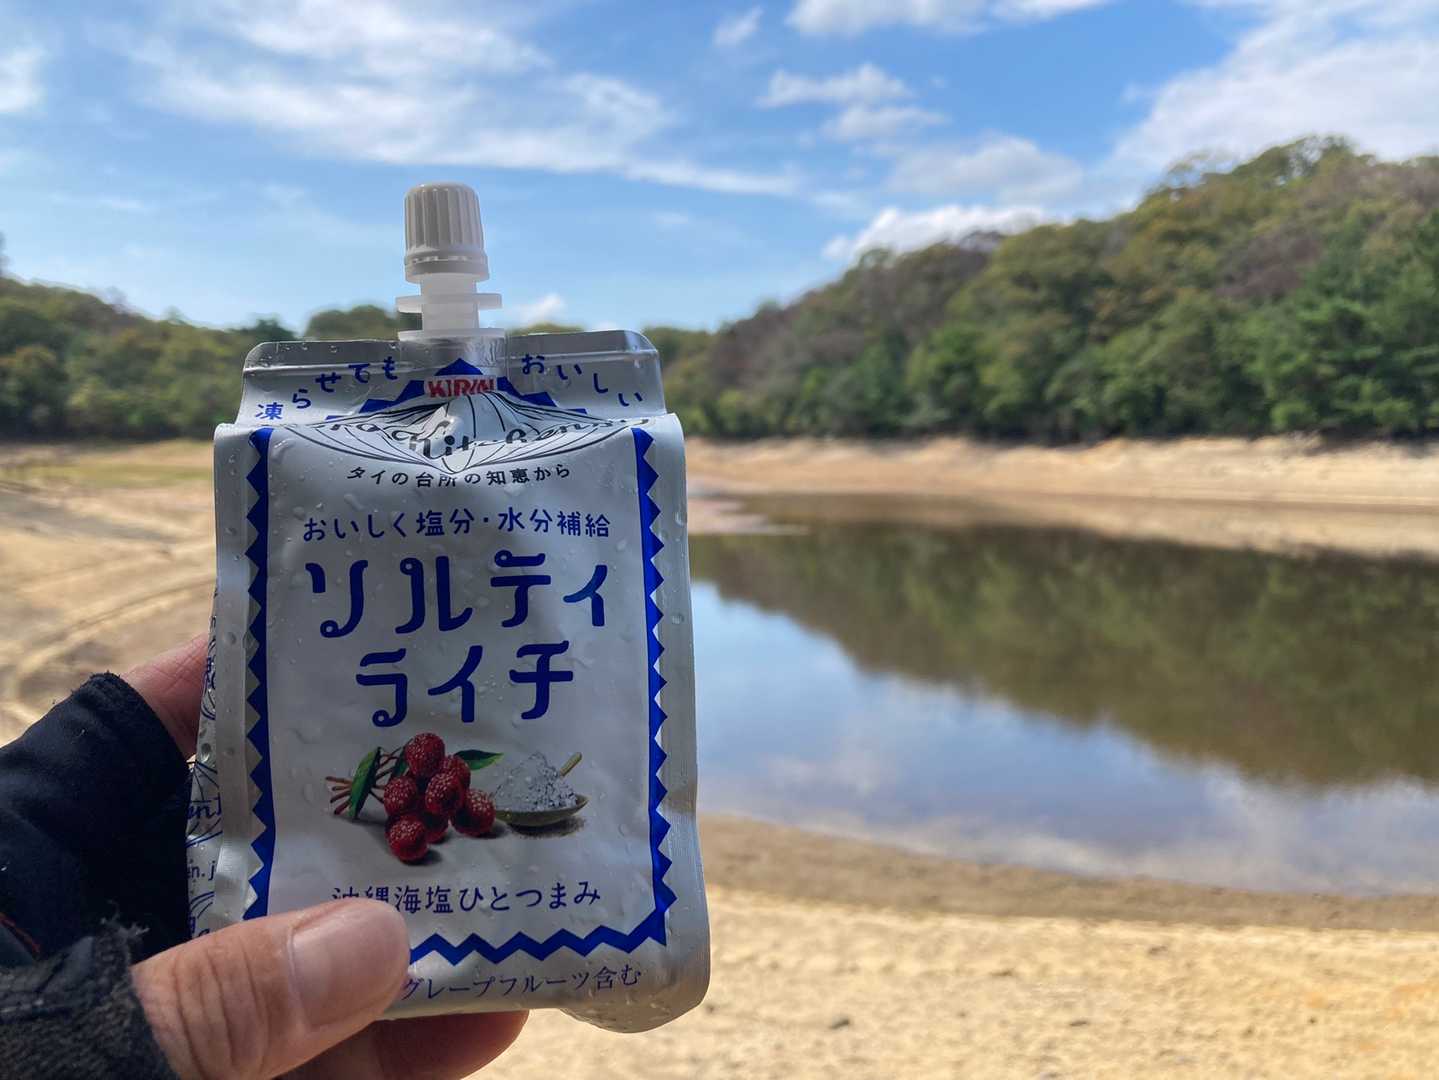 凍らせてもおいしい
KIRIN
タイの台所の知恵から
おいしく塩分・水分補給
ソルティ
ライチ
沖縄海塩ひとつまみ
グレープフルーツ含む